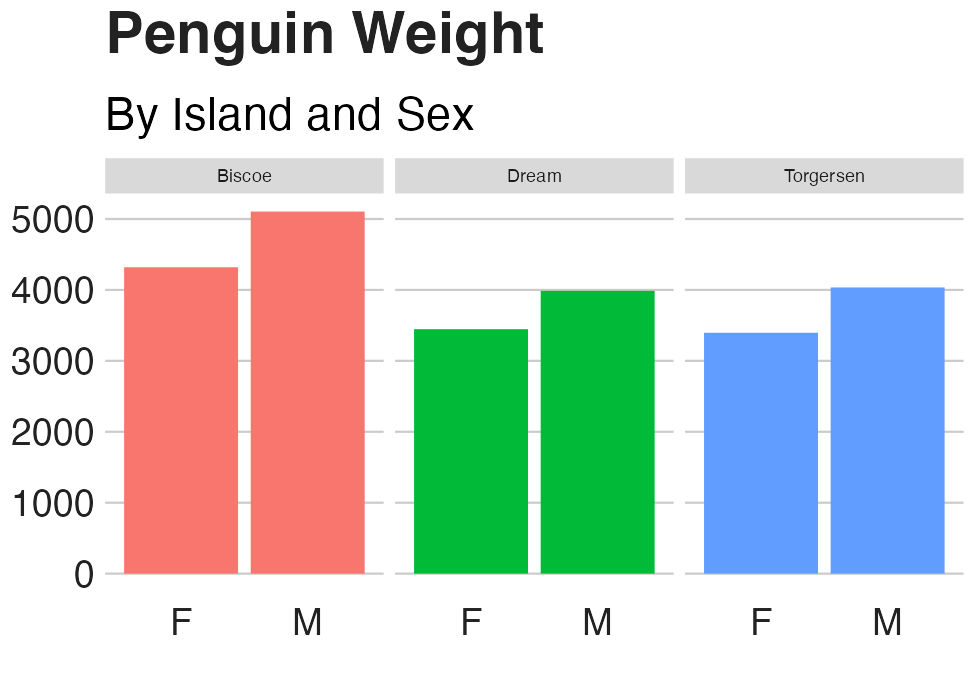 Penguin Weight
By Island and Sex
Biscoe Dream Torgersen
5000
4000
3000
2000
1000
0
F M F M F M